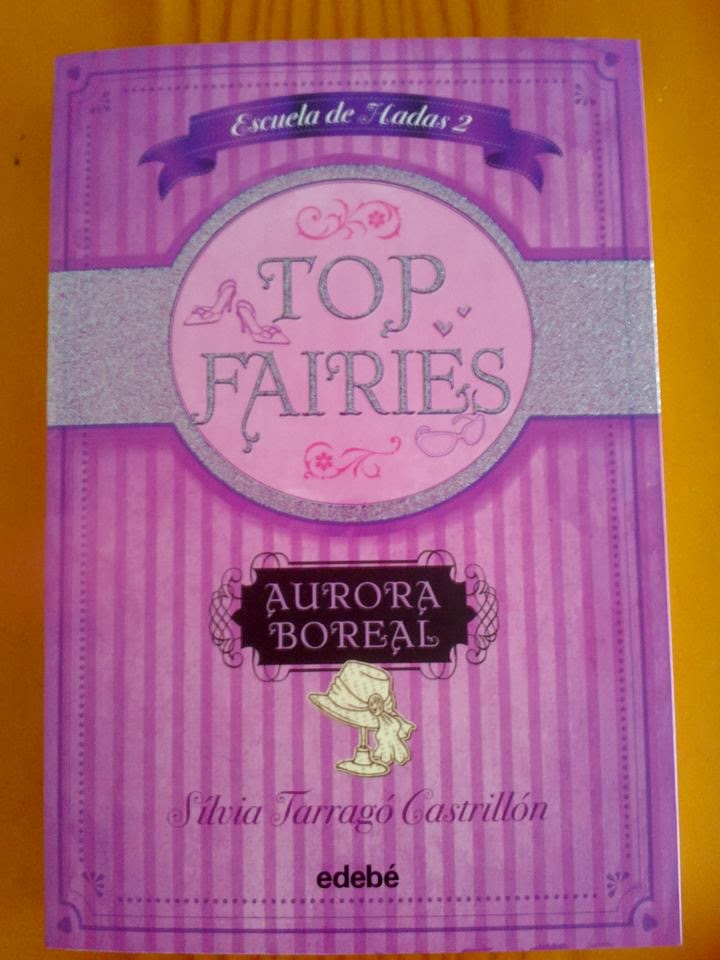 Escuela de Hadas 2
TOP
FAIRIES
AURORA
BOREAL
Sílvia Tarragó Castrillón
edebé